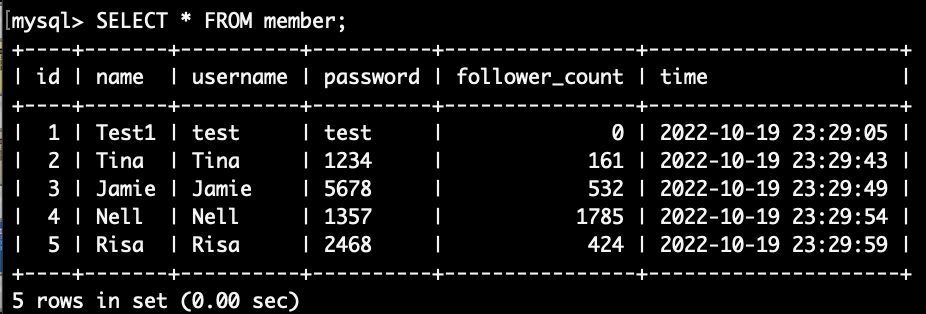 mysql> SELECT * FROM member;
+----+-------+----------+----------+----------------+---------------------+
| id | name  | username | password | follower_count | time                |
+----+-------+----------+----------+----------------+---------------------+
|  1 | Test1 | test     | test     |              0 | 2022-10-19 23:29:05 |
|  2 | Tina  | Tina     | 1234     |            161 | 2022-10-19 23:29:43 |
|  3 | Jamie | Jamie    | 5678     |            532 | 2022-10-19 23:29:49 |
|  4 | Nell  | Nell     | 1357     |           1785 | 2022-10-19 23:29:54 |
|  5 | Risa  | Risa     | 2468     |            424 | 2022-10-19 23:29:59 |
+----+-------+----------+----------+----------------+---------------------+
5 rows in set (0.00 sec)